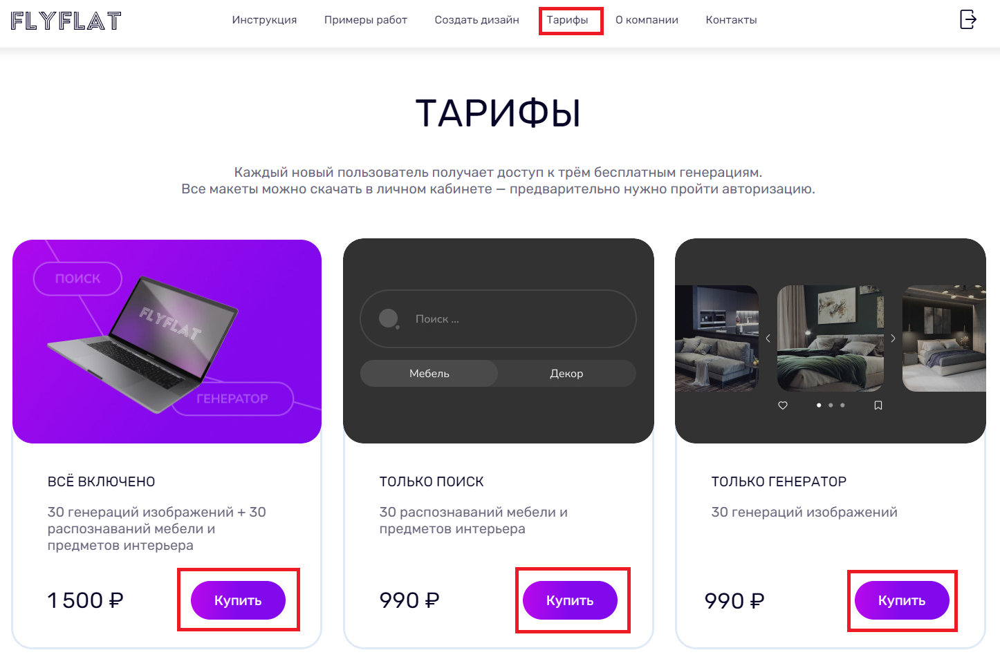 FLYFLAT
Инструкция
Примеры работ
Создать дизайн
Тарифы
О компании
Контакты
ТАРИФЫ
Каждый новый пользователь получает доступ к трём бесплатным генерациям.
Все макеты можно скачать в личном кабинете — предварительно нужно пройти авторизацию.
ПОИСК
FLYFLAT
ГЕНЕРАТОР
ВСЁ ВКЛЮЧЕНО
30 генераций изображений + 30
распознаваний мебели и
предметов интерьера
1 500 ₽
Купить
Поиск ...
Мебель
Декор
ТОЛЬКО ПОИСК
30 распознаваний мебели и
предметов интерьера
990 ₽
Купить
ТОЛЬКО ГЕНЕРАТОР
30 генераций изображений
990 ₽
Купить